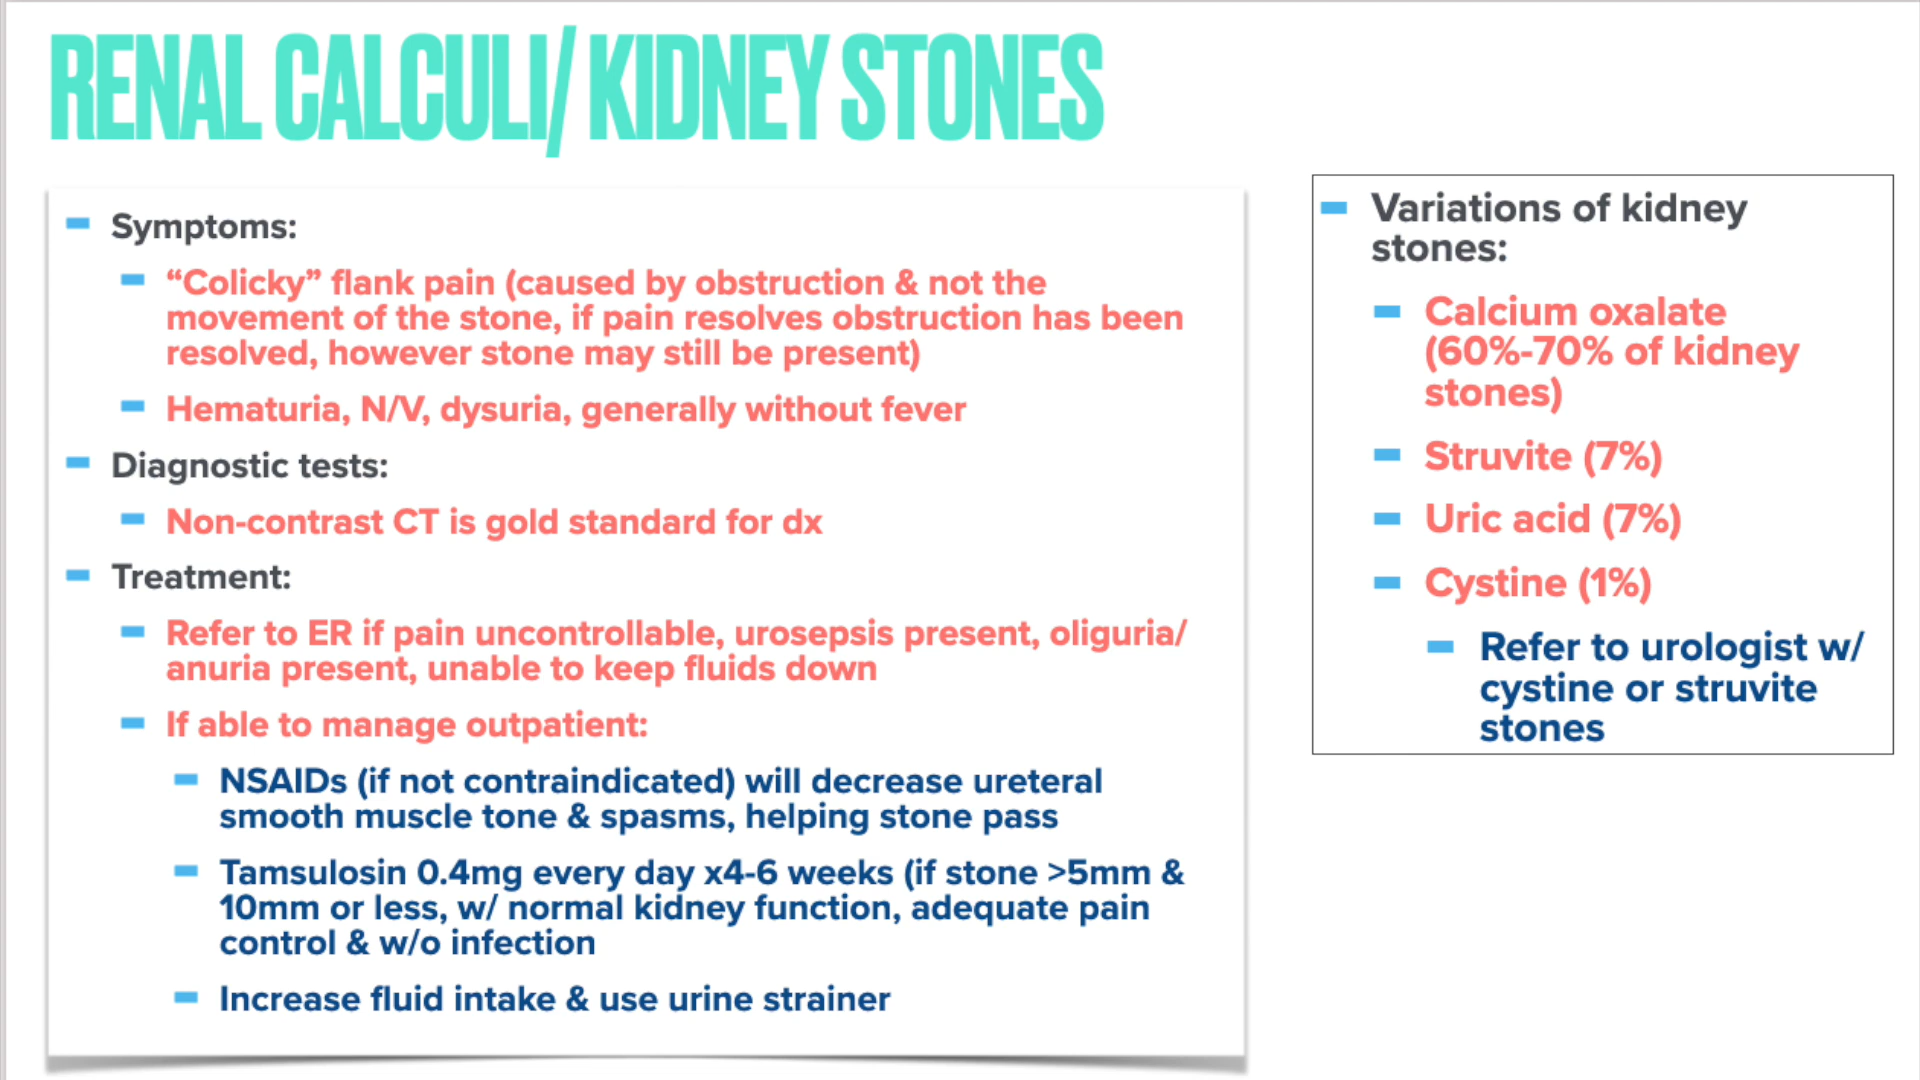 RENAL CALCULI/ KIDNEY STONES
Symptoms:
“Colicky” flank pain (caused by obstruction & not the
movement of the stone, if pain resolves obstruction has been
resolved, however stone may still be present)
Hematuria, N/V, dysuria, generally without fever
Diagnostic tests:
Non-contrast CT is gold standard for dx
Treatment:
Refer to ER if pain uncontrollable, urosepsis present, oliguria/
anuria present, unable to keep fluids down
If able to manage outpatient:
NSAIDs (if not contraindicated) will decrease ureteral
smooth muscle tone & spasms, helping stone pass
Tamsulosin 0.4mg every day x4-6 weeks (if stone >5mm &
10mm or less, w/ normal kidney function, adequate pain
control & w/o infection
Increase fluid intake & use urine strainer
Variations of kidney
stones:
Calcium oxalate
(60%-70% of kidney
stones)
Struvite (7%)
Uric acid (7%)
Cystine (1%)
Refer to urologist w/
cystine or struvite
stones